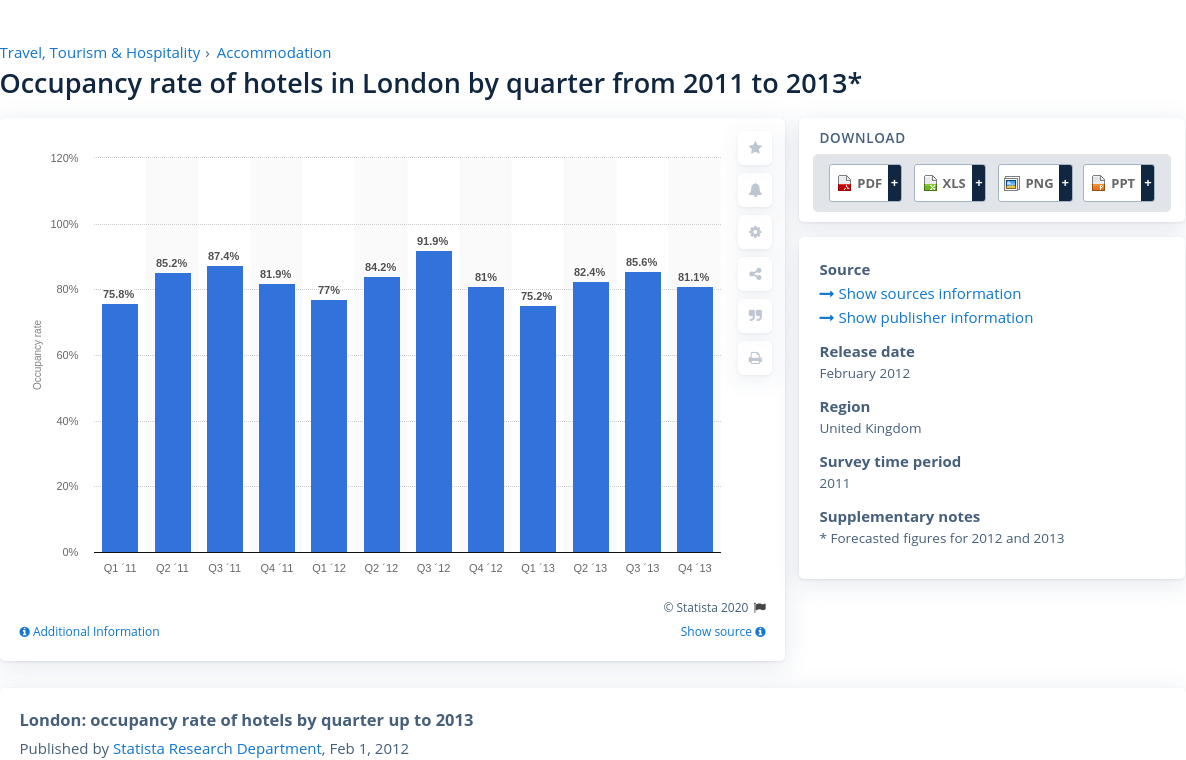 Travel, Tourism & Hospitality › Accommodation
Occupancy rate of hotels in London by quarter from 2011 to 2013*
120%
100%
80%
60%
40%
20%
0%
Occupancy rate
75.8%
85.2%
87.4%
81.9%
77%
84.2%
91.9%
81%
75.2%
82.4%
85.6%
81.1%
Q1 ´11
Q2 ´11
Q3 ´11
Q4 ´11
Q1 ´12
Q2 ´12
Q3 ´12
Q4 ´12
Q1 ´13
Q2 ´13
Q3 ´13
Q4 ´13
© Statista 2020
Additional Information
Show source
DOWNLOAD
PDF + XLS + PNG + PPT +
Source
Show sources information
Show publisher information
Release date
February 2012
Region
United Kingdom
Survey time period
2011
Supplementary notes
* Forecasted figures for 2012 and 2013
London: occupancy rate of hotels by quarter up to 2013
Published by Statista Research Department, Feb 1, 2012